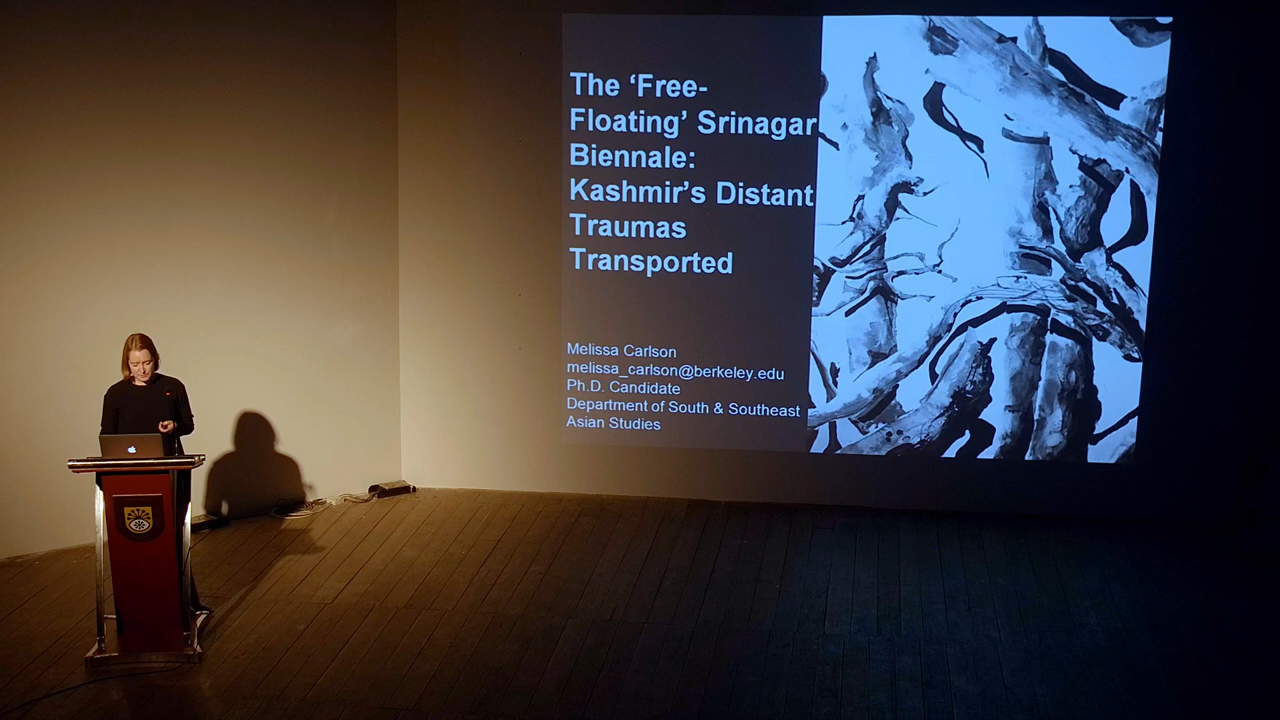 The ‘Free-
Floating’ Srinagar
Biennale:
Kashmir’s Distant
Traumas
Transported
Melissa Carlson
melissa_carlson@berkeley.edu
Ph.D. Candidate
Department of South & Southeast
Asian Studies